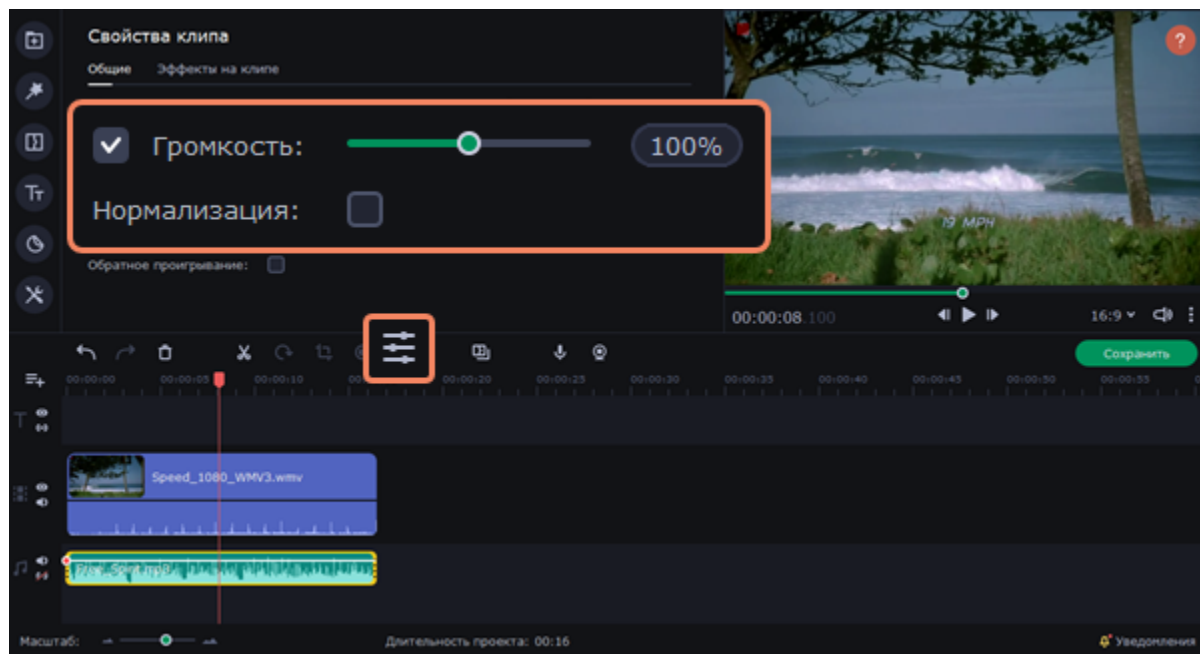 Свойства клипа
Общие Эффекты на клипе
Громкость: 100%
Нормализация:
Обратное проигрывание:
?
19 MPH
00:00:08.100
16:9
Tт
Сохранить
00:00:00 00:00:05 00:00:10 00:00:20 00:00:25 00:00:30 00:00:35 00:00:40 00:00:45 00:00:50 00:00:55
T
Speed_1080_WMV3.wmv
Free_Spirit.mp3
Масштаб: Длительность проекта: 00:16 Уведомления